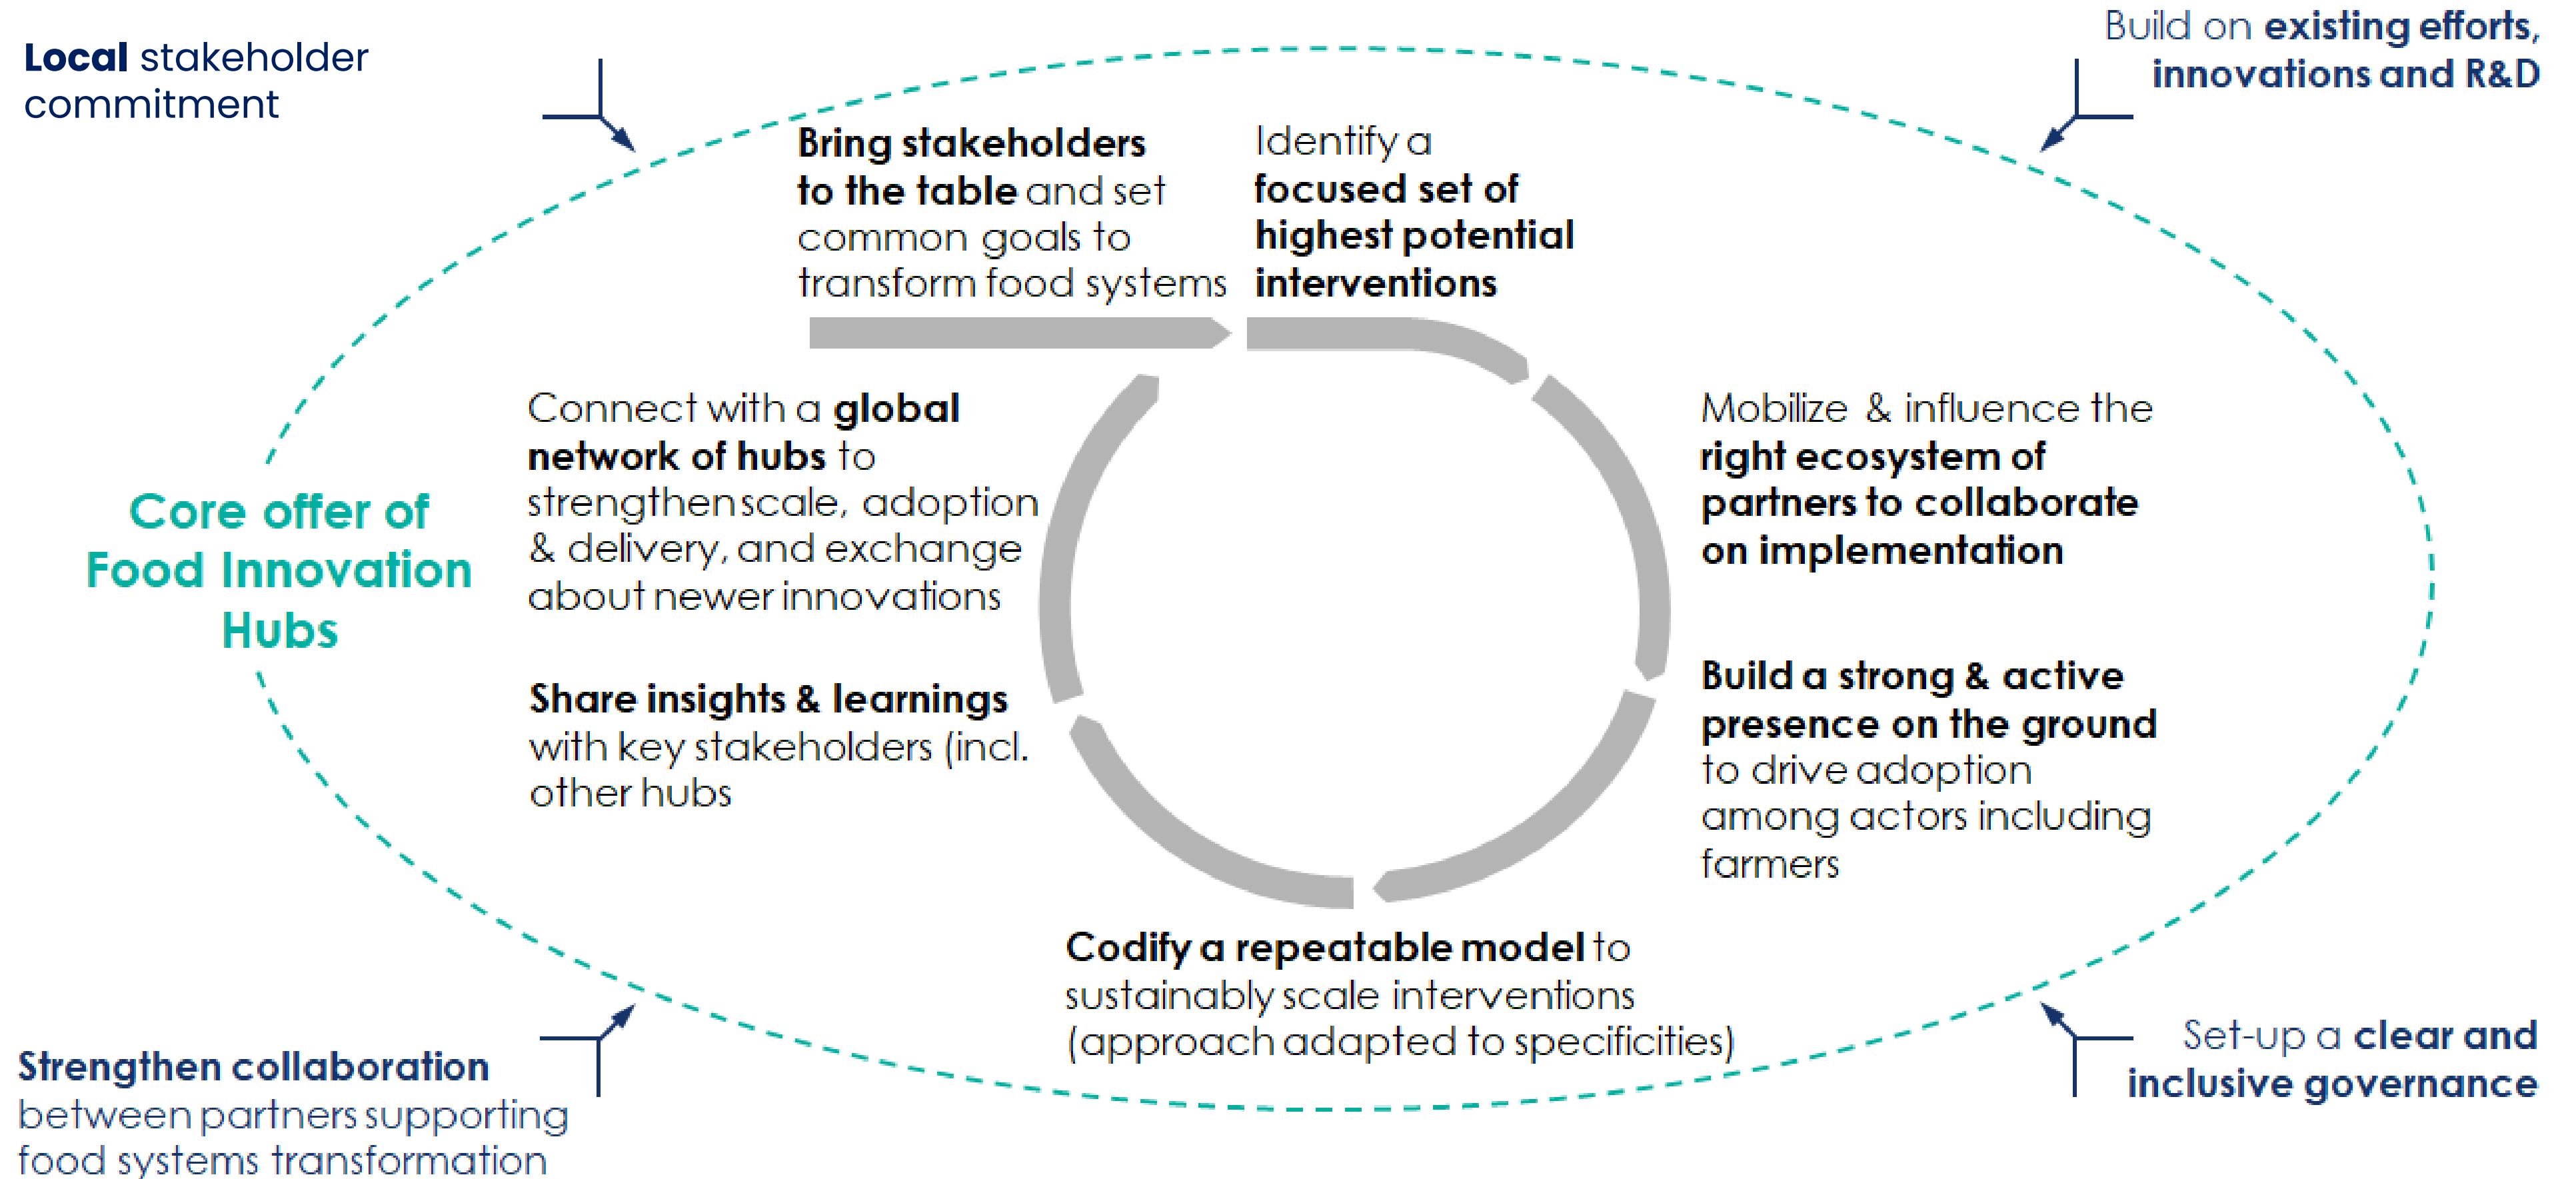 Local stakeholder
commitment
Build on existing efforts,
innovations and R&D
Bring stakeholders
to the table and set
common goals to
transform food systems
Identify a
focused set of
highest potential
interventions
Connect with a global
network of hubs to
strengthen scale, adoption
& delivery, and exchange
about newer innovations
Mobilize & influence the
right ecosystem of
partners to collaborate
on implementation
Core offer of
Food Innovation
Hubs
Share insights & learnings
with key stakeholders (incl.
other hubs
Build a strong & active
presence on the ground
to drive adoption
among actors including
farmers
Codify a repeatable model to
sustainably scale interventions
(approach adapted to specificities)
Strengthen collaboration
between partners supporting
food systems transformation
Set-up a clear and
inclusive governance